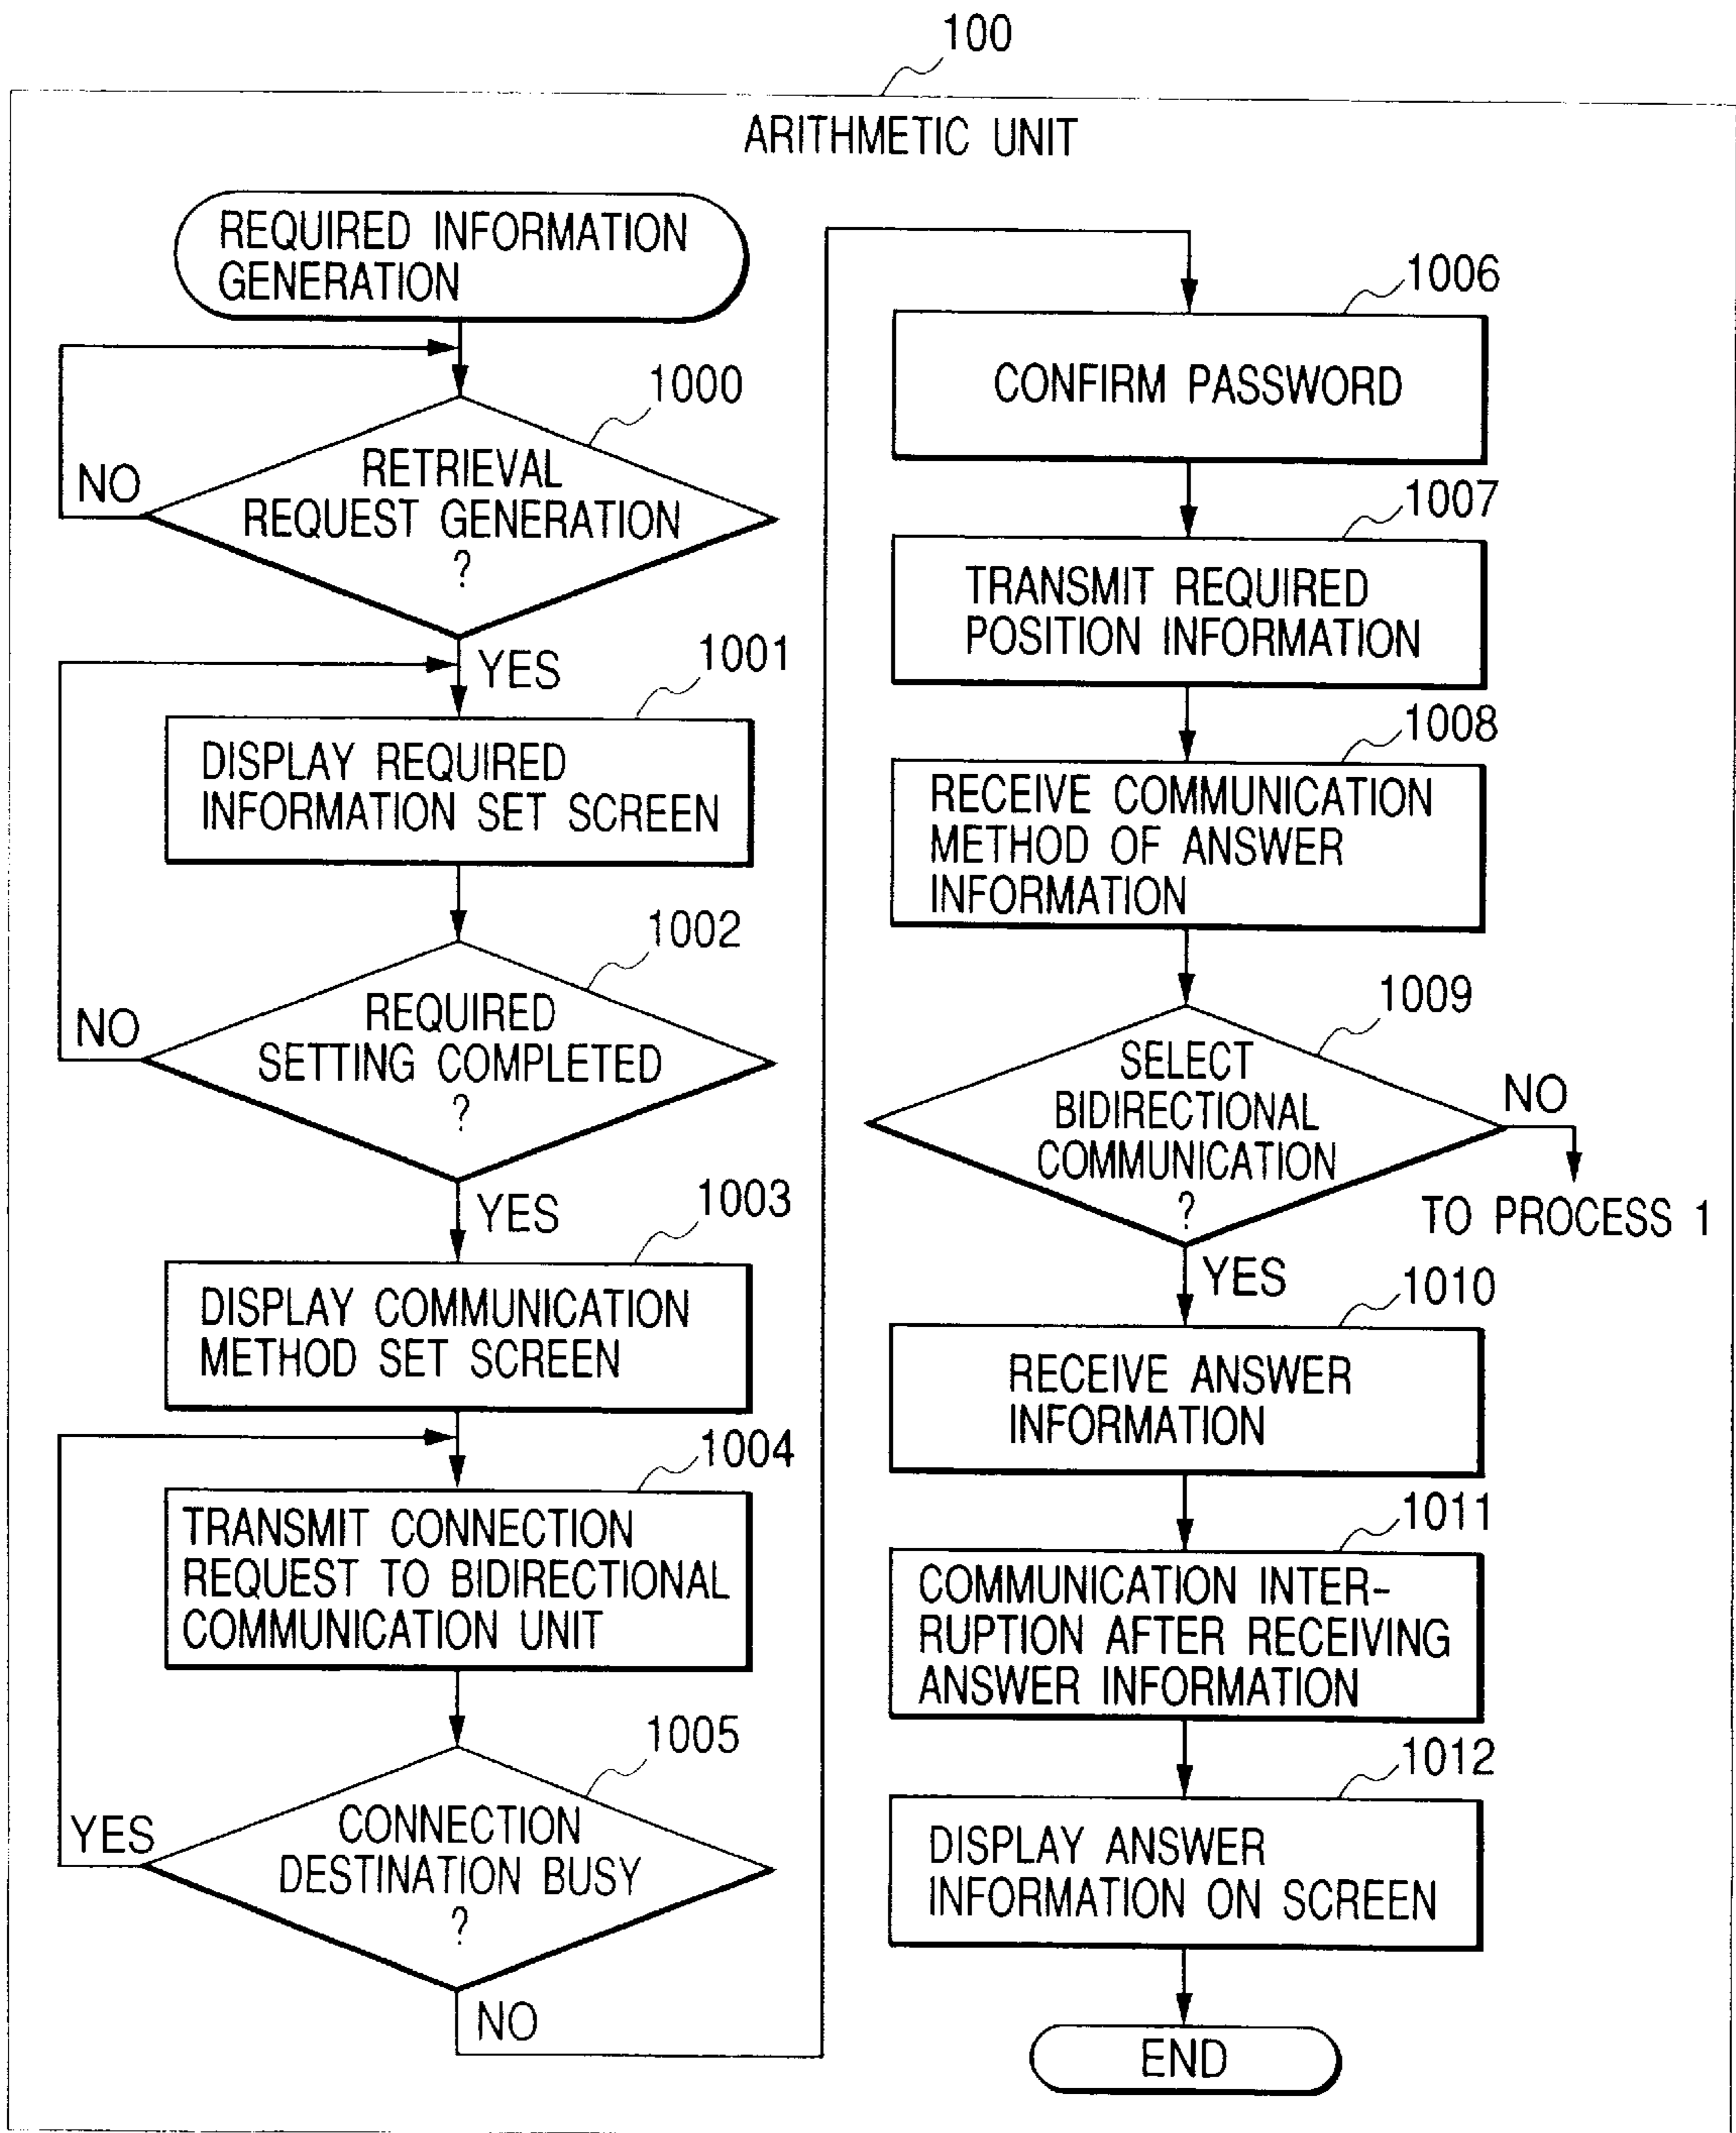 100
ARITHMETIC UNIT
REQUIRED INFORMATION
GENERATION
1000
RETRIEVAL
REQUEST GENERATION
?
NO
YES
1001
DISPLAY REQUIRED
INFORMATION SET SCREEN
1002
REQUIRED
SETTING COMPLETED
?
NO
YES
1003
DISPLAY COMMUNICATION
METHOD SET SCREEN
1004
TRANSMIT CONNECTION
REQUEST TO BIDIRECTIONAL
COMMUNICATION UNIT
1005
CONNECTION
DESTINATION BUSY
?
YES
NO
1006
CONFIRM PASSWORD
1007
TRANSMIT REQUIRED
POSITION INFORMATION
1008
RECEIVE COMMUNICATION
METHOD OF ANSWER
INFORMATION
1009
SELECT
BIDIRECTIONAL
COMMUNICATION
?
NO
TO PROCESS 1
YES
1010
RECEIVE ANSWER
INFORMATION
1011
COMMUNICATION INTER-
RUPTION AFTER RECEIVING
ANSWER INFORMATION
1012
DISPLAY ANSWER
INFORMATION ON SCREEN
END